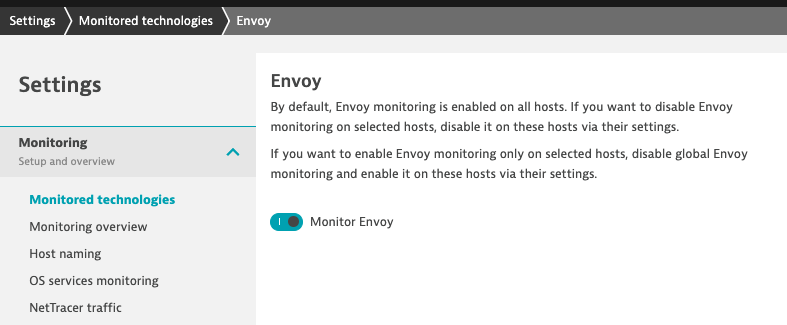 Settings
Monitored technologies
Envoy
Settings
Monitoring
Setup and overview
Monitored technologies
Monitoring overview
Host naming
OS services monitoring
NetTracer traffic
Envoy
By default, Envoy monitoring is enabled on all hosts. If you want to disable Envoy
monitoring on selected hosts, disable it on these hosts via their settings.
If you want to enable Envoy monitoring only on selected hosts, disable global Envoy
monitoring and enable it on these hosts via their settings.
Monitor Envoy